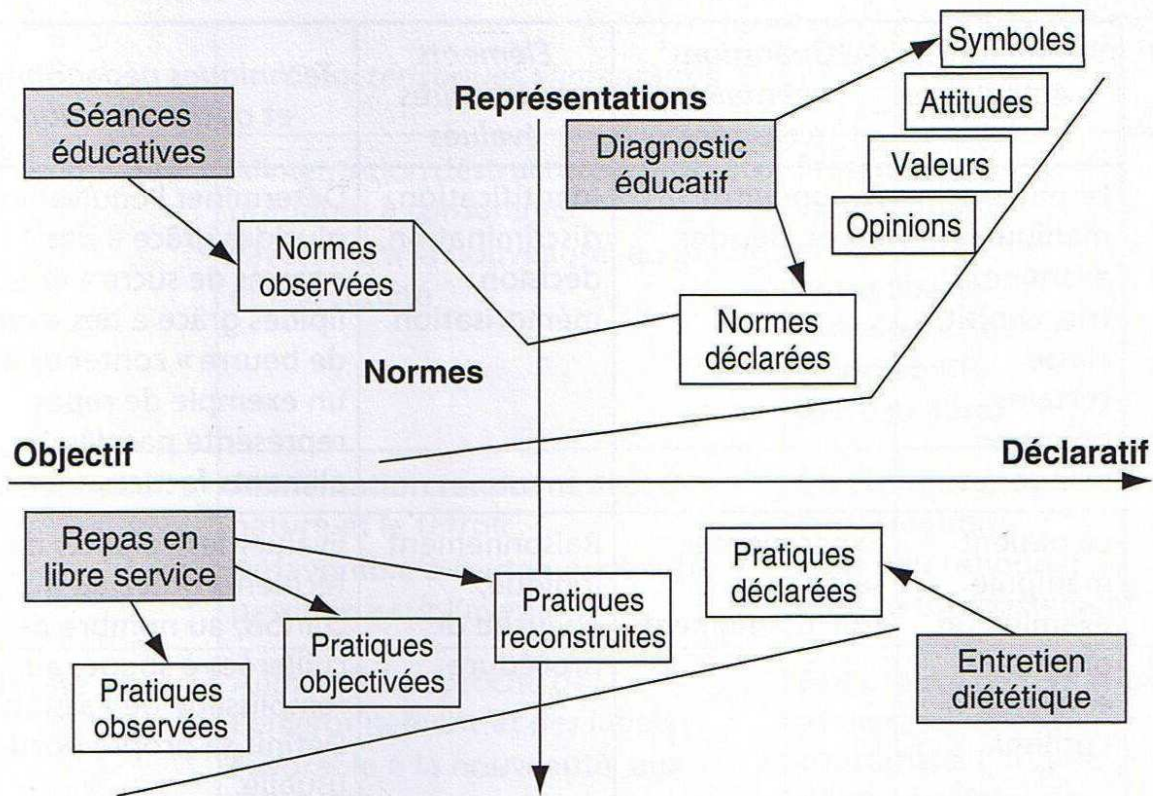 Symboles
Attitudes
Valeurs
Opinions
Représentations
Séances
éducatives
Diagnostic
éducatif
Normes
observées
Normes
déclarées
Normes
Objectif
Déclaratif
Repas en
libre service
Pratiques
déclarées
Pratiques
reconstruites
Pratiques
objectivées
Pratiques
observées
Entretien
diététique